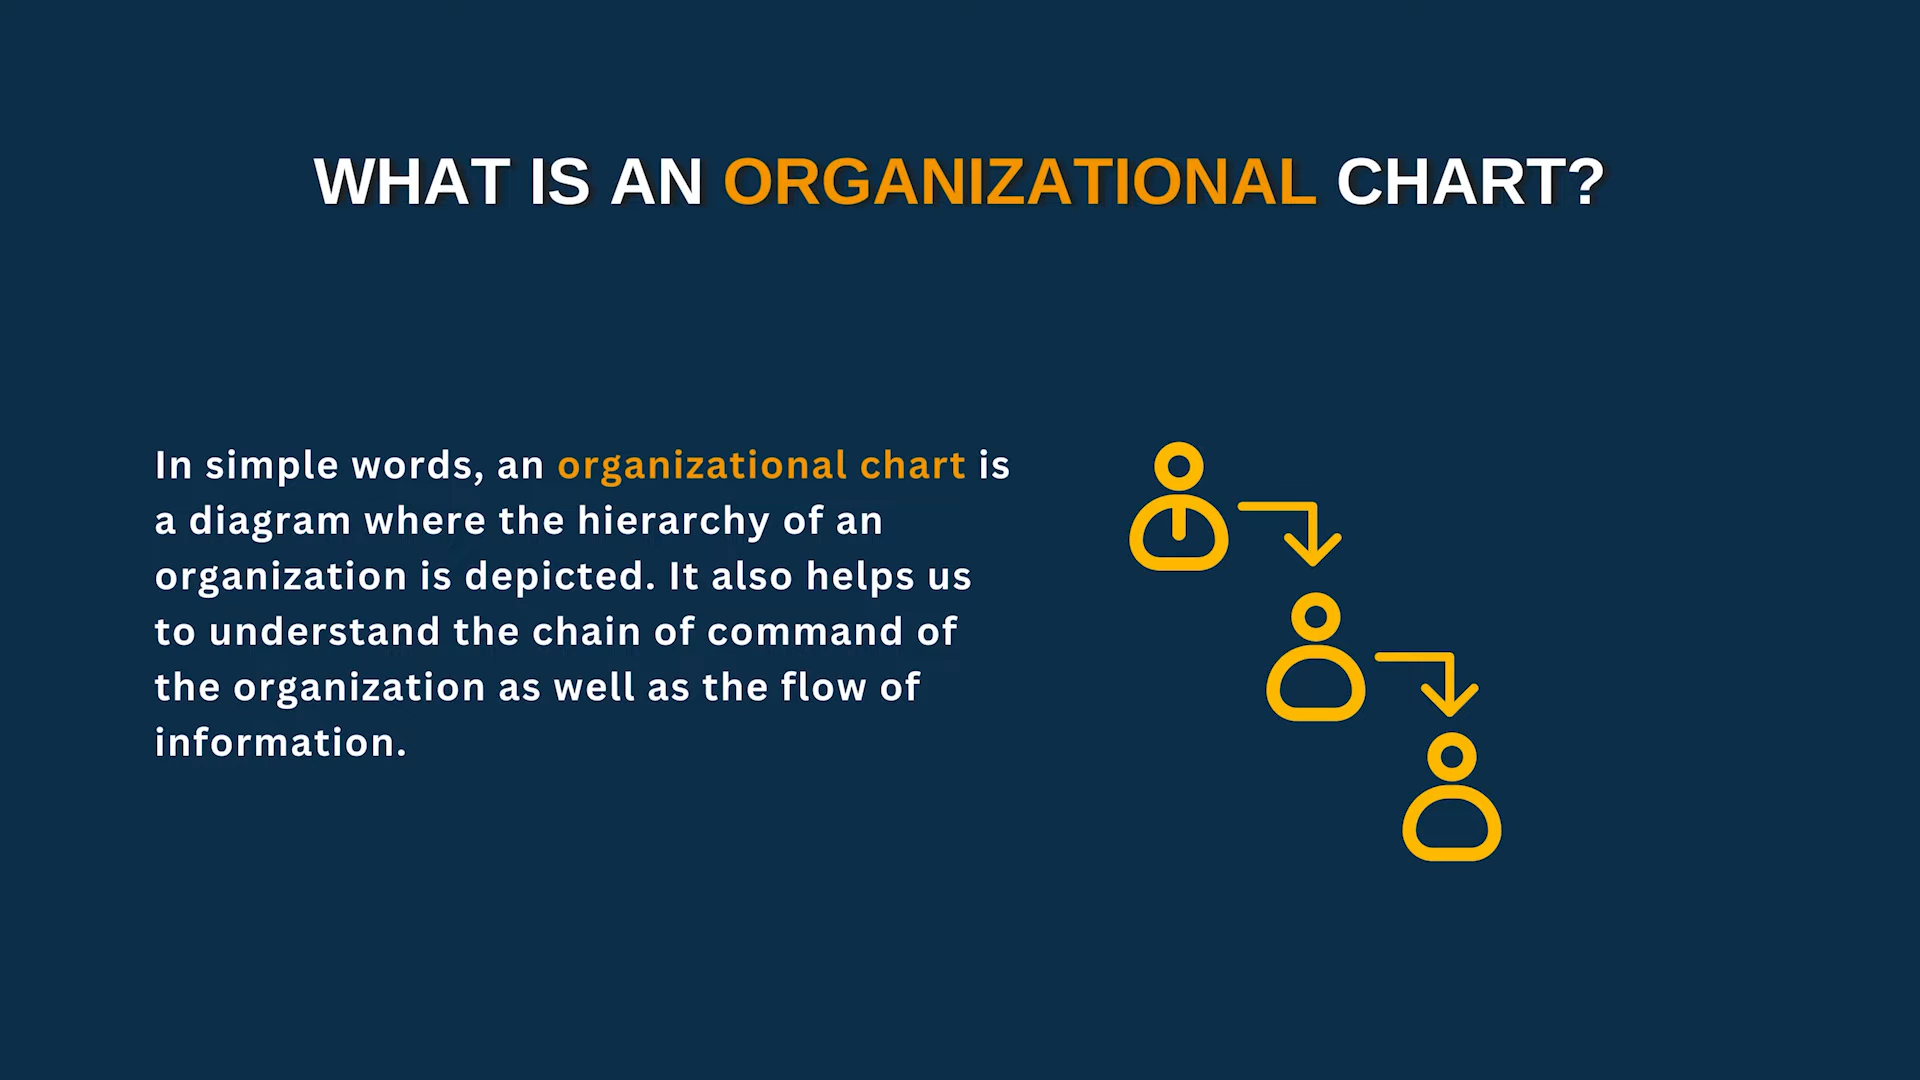 WHAT IS AN ORGANIZATIONAL CHART?
In simple words, an organizational chart is
a diagram where the hierarchy of an
organization is depicted. It also helps us
to understand the chain of command of
the organization as well as the flow of
information.